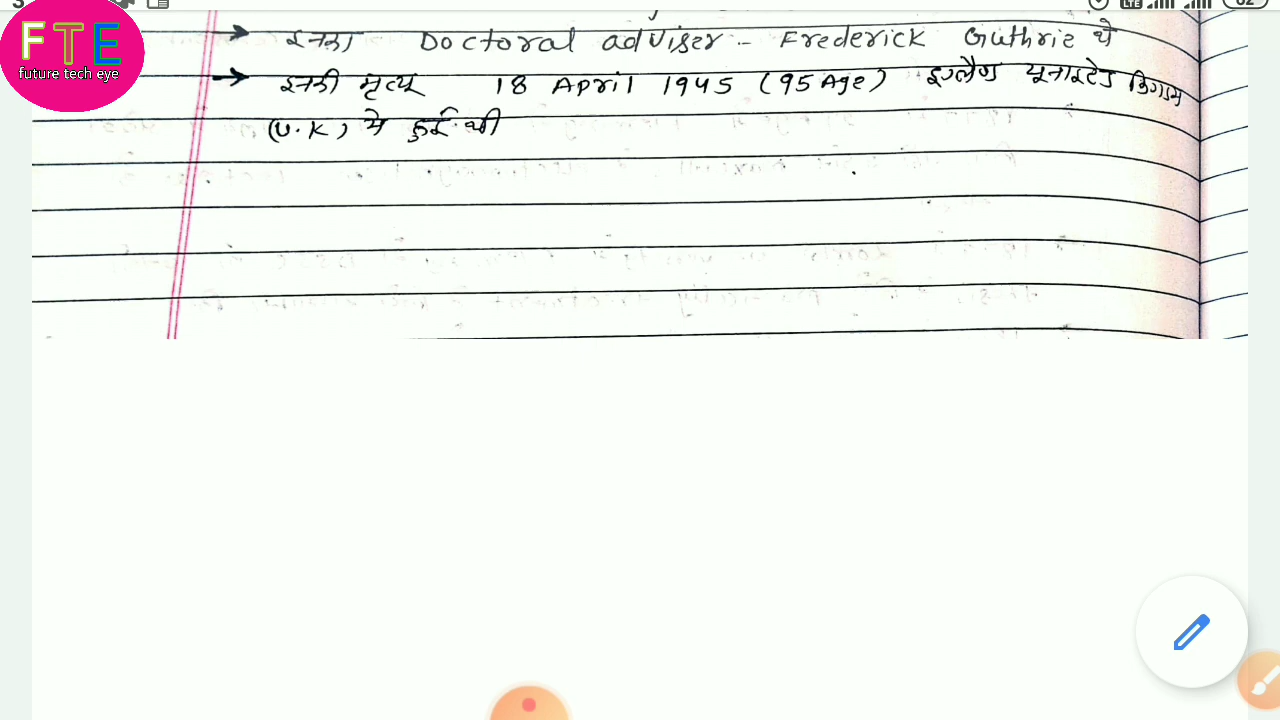 FTE
future tech eye
→ इनका Doctoral adviser - Frederick Guthrie थे
→ इनकी मृत्यू 18 April 1945 (95 Age) इंग्लैण्ड यूनाइटेड किंगडम
(U.K) मे हुई थी